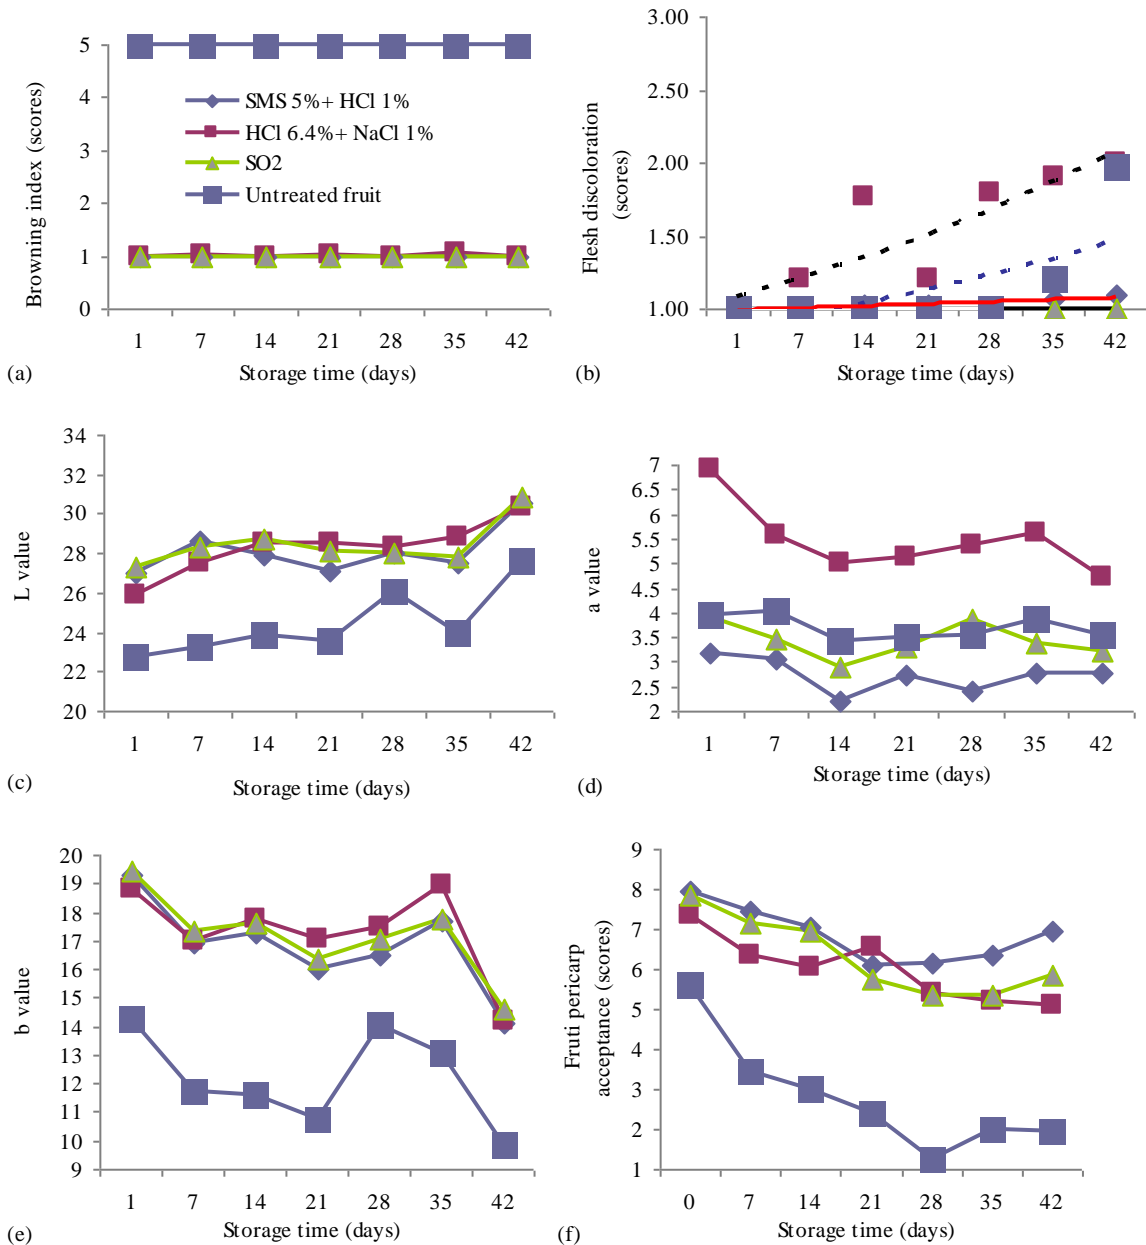 5
4
3
2
1
0
Browning index (scores)
SMS 5%+ HCl 1%
HCl 6.4%+ NaCl 1%
SO2
Untreated fruit
1 7 14 21 28 35 42
Storage time (days)
(a)
3.00
2.50
2.00
1.50
1.00
Flesh discoloration
(scores)
1 7 14 21 28 35 42
Storage time (days)
(b)
34
32
30
28
26
24
22
20
L value
1 7 14 21 28 35 42
Storage time (days)
(c)
7
6.5
6
5.5
5
4.5
4
3.5
3
2.5
2
a value
1 7 14 21 28 35 42
Storage time (days)
(d)
20
19
18
17
16
15
14
13
12
11
10
9
b value
1 7 14 21 28 35 42
Storage time (days)
(e)
9
8
7
6
5
4
3
2
1
Fruti pericarp
acceptance (scores)
0 7 14 21 28 35 42
Storage time (days)
(f)